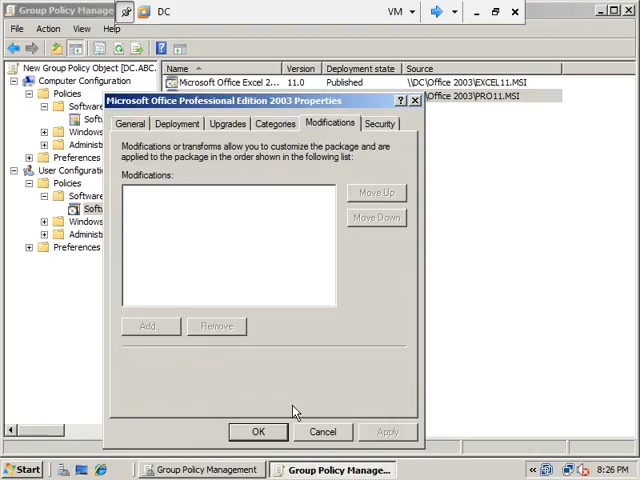 Group Policy Manage
DC
VM
File Action View Help
New Group Policy Object [DC.ABC.
Computer Configuration
Policies
Software
Soft
Windows
Administ
Preferences
User Configuration
Policies
Software
Soft
Windows
Administ
Preferences
Name Version Deployment state Source
Microsoft Office Excel 2... 11.0 Published \\DC\Office 2003\EXCEL11.MSI
\Office 2003\PRO11.MSI
Microsoft Office Professional Edition 2003 Properties
General Deployment Upgrades Categories Modifications Security
Modifications or transforms allow you to customize the package and are
applied to the package in the order shown in the following list:
Modifications:
Move Up
Move Down
Add...
Remove
OK Cancel Apply
Start Group Policy Management Group Policy Manage... 8:26 PM